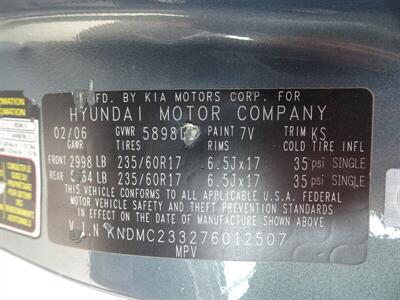 MFD. BY KIA MOTORS CORP. FOR
HYUNDAI MOTOR COMPANY
02/06 GVWR 5898LB PAINT 7V TRIM KS
GAWR TIRES RIMS COLD TIRE INFL
FRONT 2998 LB 235/60R17 6.5Jx17 35 psi SINGLE
REAR LB 235/60R17 6.5Jx17 35 psi SINGLE
THIS VEHICLE CONFORMS TO ALL APPLICABLE U.S.A. FEDERAL
MOTOR VEHICLE SAFETY AND THEFT PREVENTION STANDARDS
IN EFFECT ON THE DATE OF MANUFACTURE SHOWN ABOVE.
V.I.N KNDMC233276012507
MPV